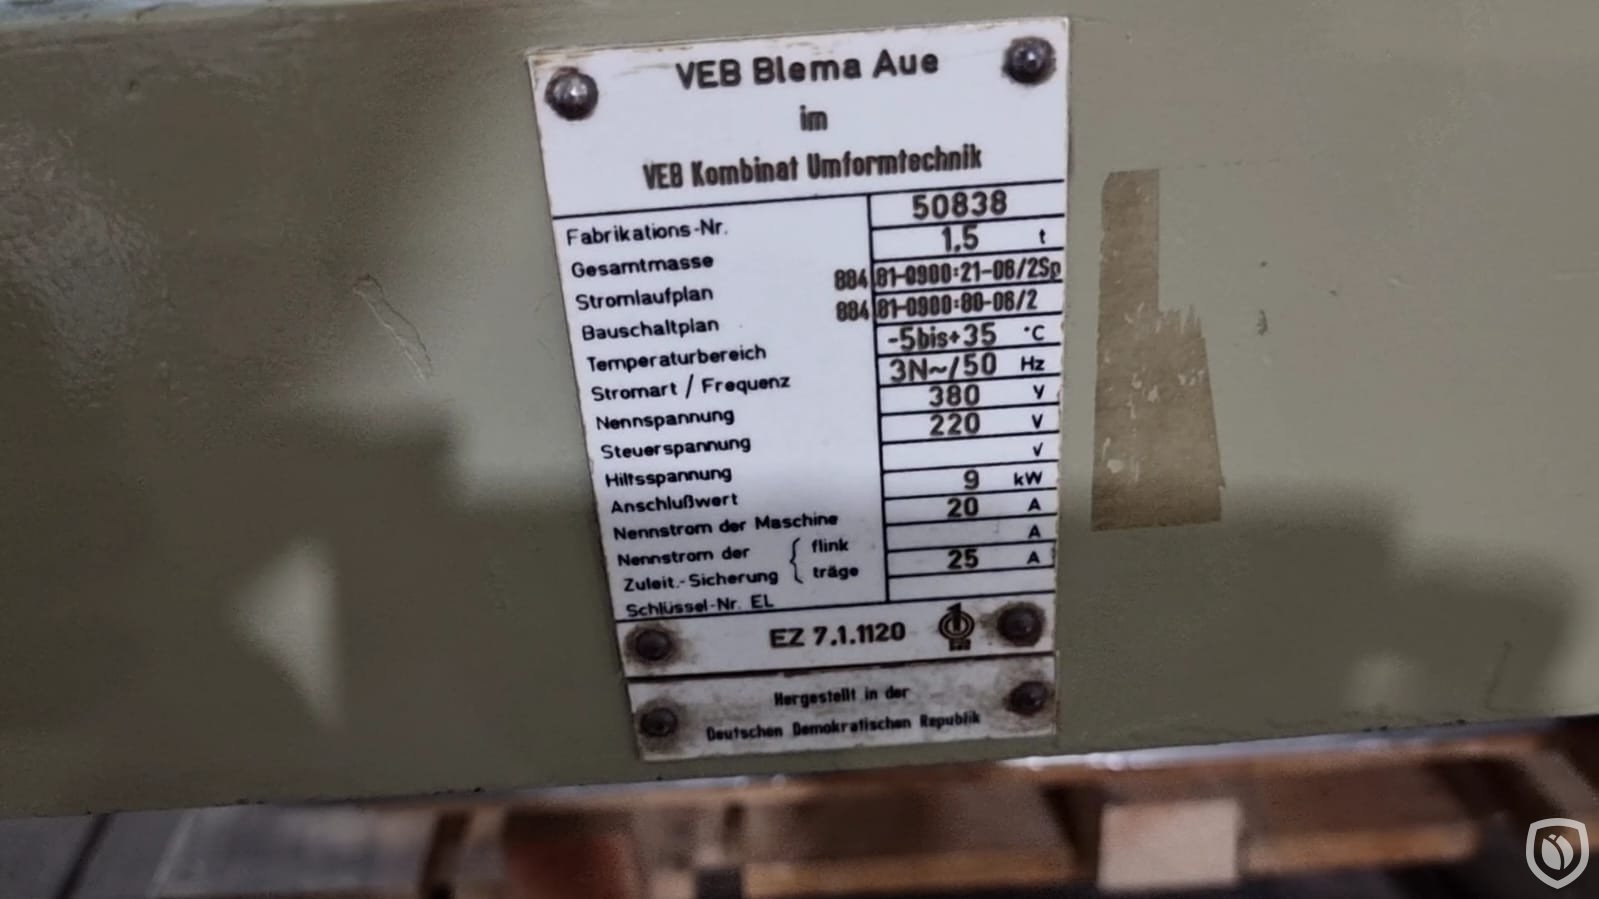 VEB Blema Aue
im
VEB Kombinat Umformtechnik
Fabrikations-Nr. 50838
Gesamtmasse 1,5 t
Stromlaufplan 884 81-0900:21-06/2Sp
Bauschaltplan 884 81-0900:80-06/2
Temperaturbereich -5bis+35 °C
Stromart / Frequenz 3N~/50 Hz
Nennspannung 380 V
Steuerspannung 220 V
Hilfsspannung V
Anschlußwert 9 kW
Nennstrom der Maschine 20 A
Nennstrom der { flink A
Zuleit.-Sicherung { träge 25 A
Schlüssel-Nr. EL
EZ 7.1.1120
Hergestellt in der
Deutschen Demokratischen Republik